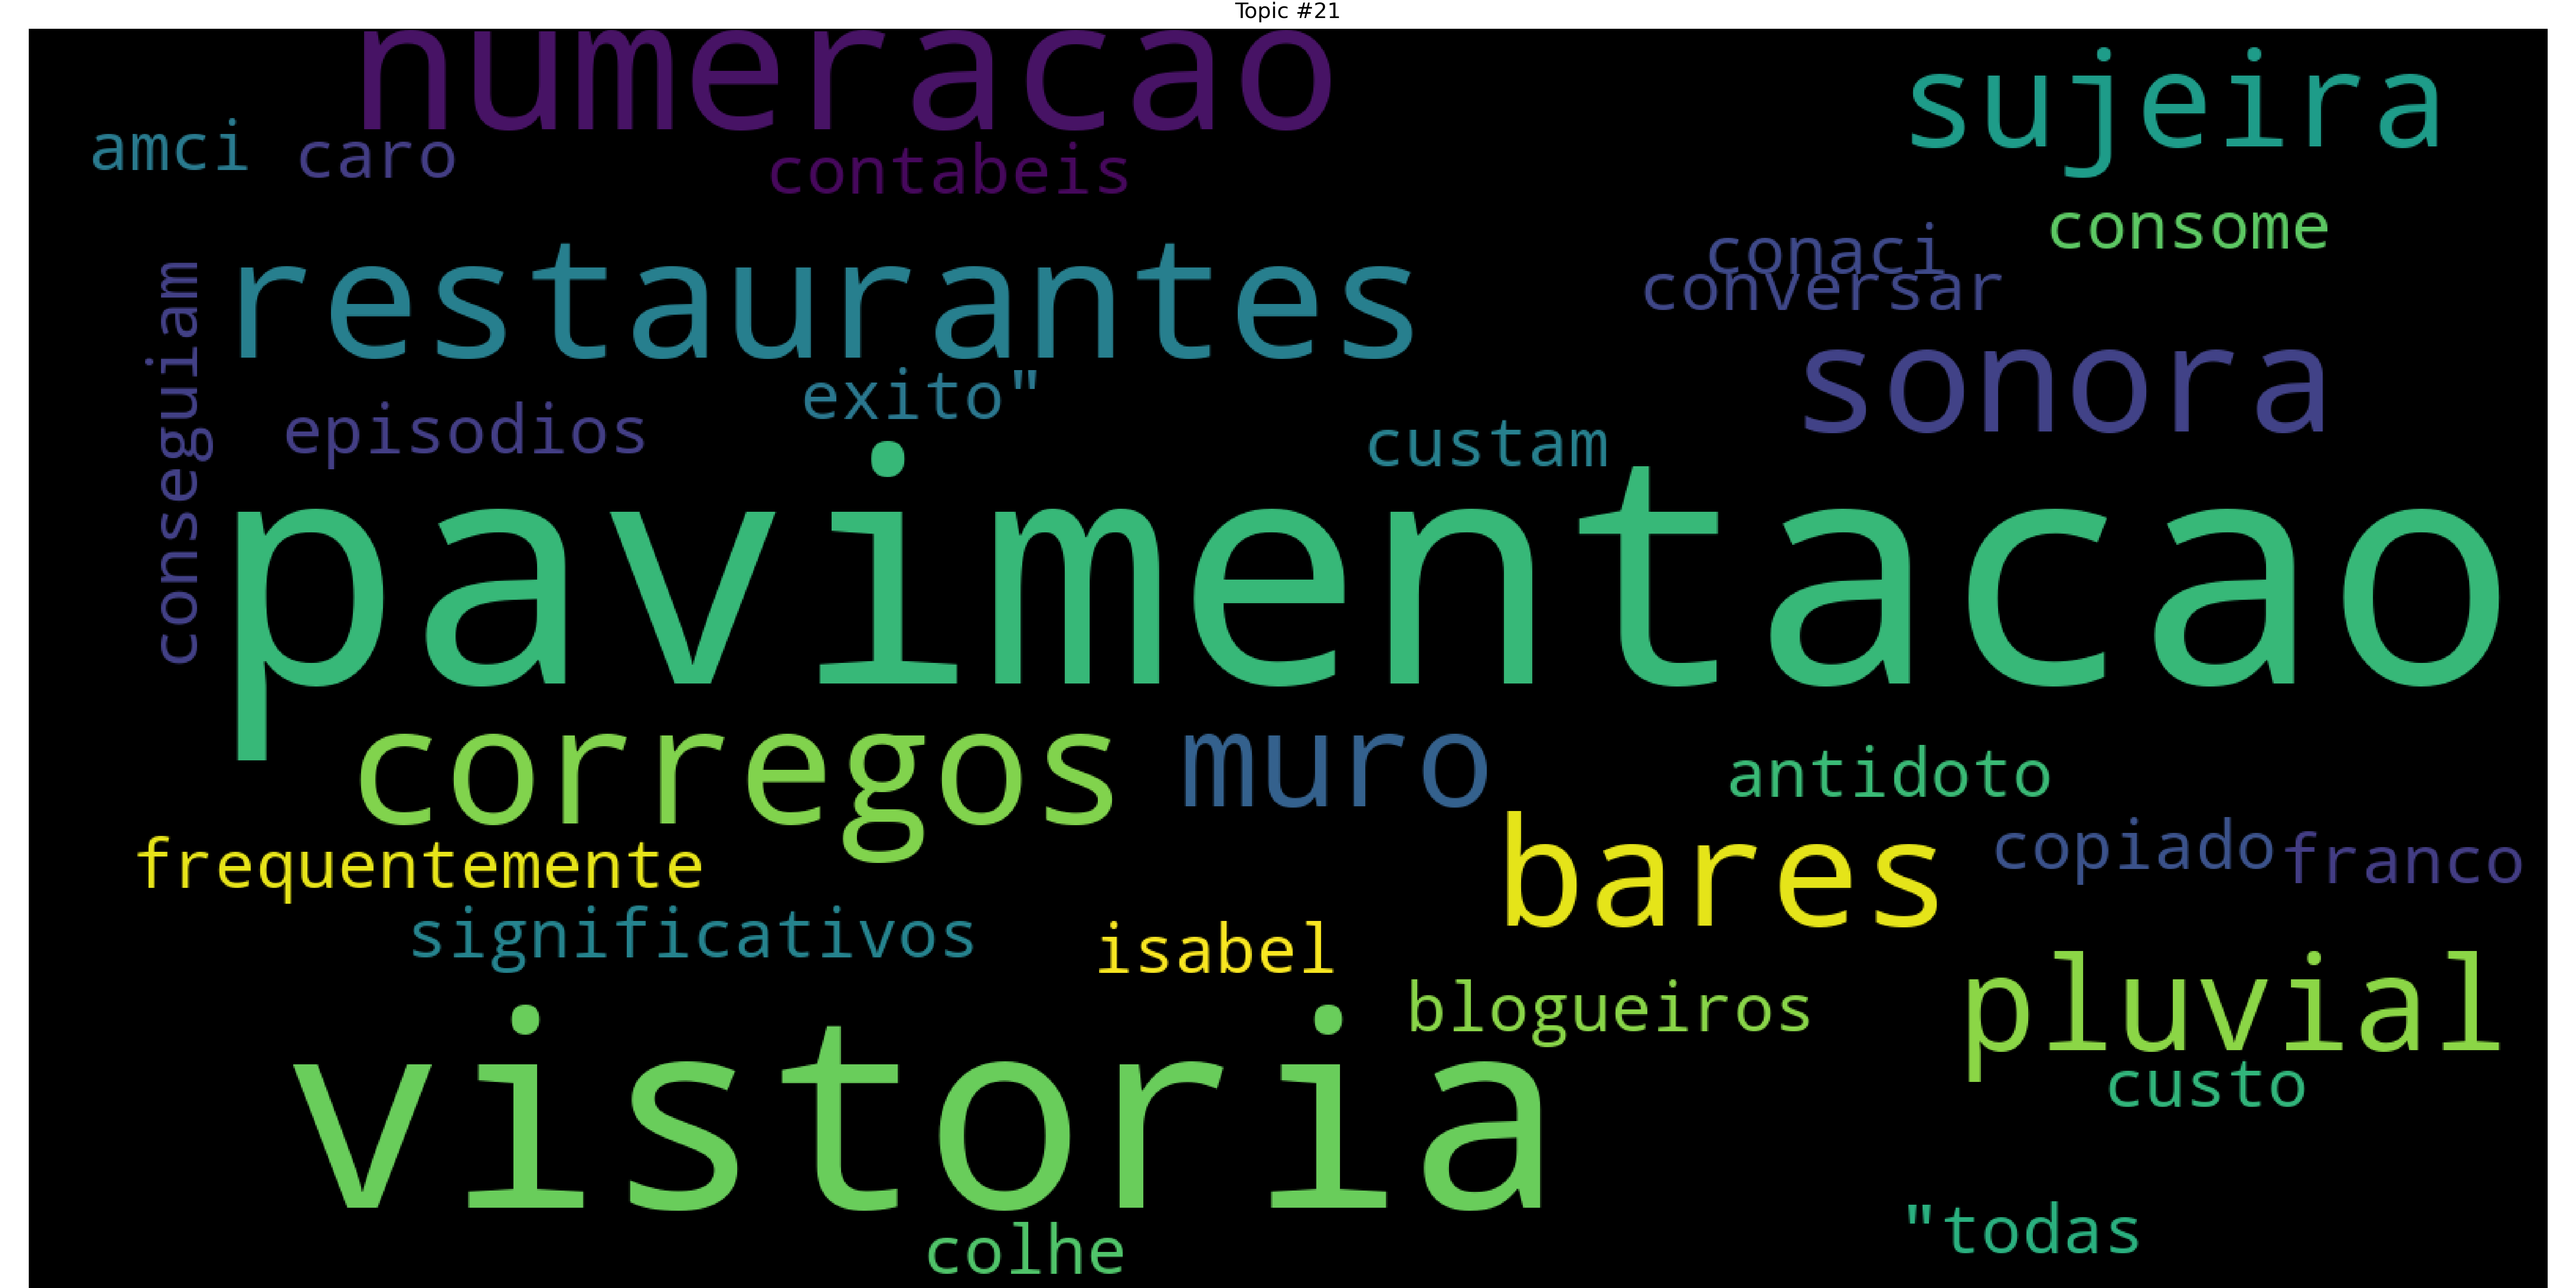 Topic #21
numeracao
sujeira
amci
caro
contabeis
consome
conaci
conversar
restaurantes
conseguiam
sonora
exito"
episodios
custam
pavimentacao
corregos
muro
antidoto
bares
copiado
franco
frequentemente
significativos
isabel
blogueiros
pluvial
vistoria
custo
"todas
colhe